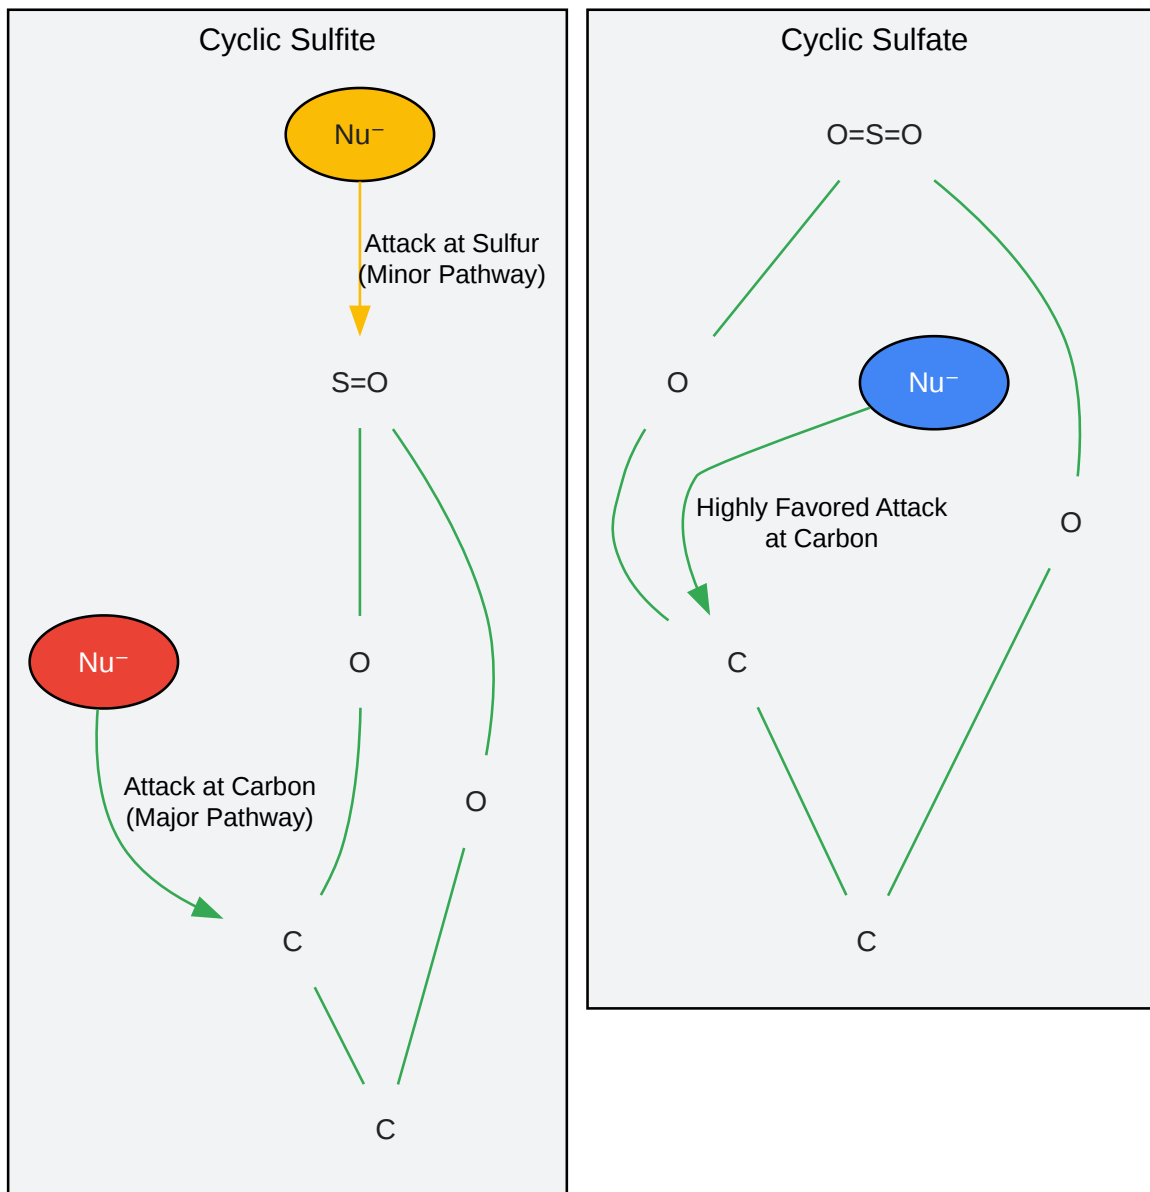 Cyclic Sulfite
Nu⁻
Attack at Sulfur
(Minor Pathway)
S=O
Nu⁻
O
Attack at Carbon
(Major Pathway)
O
C
C
Cyclic Sulfate
O=S=O
O
Nu⁻
Highly Favored Attack
at Carbon
O
C
C